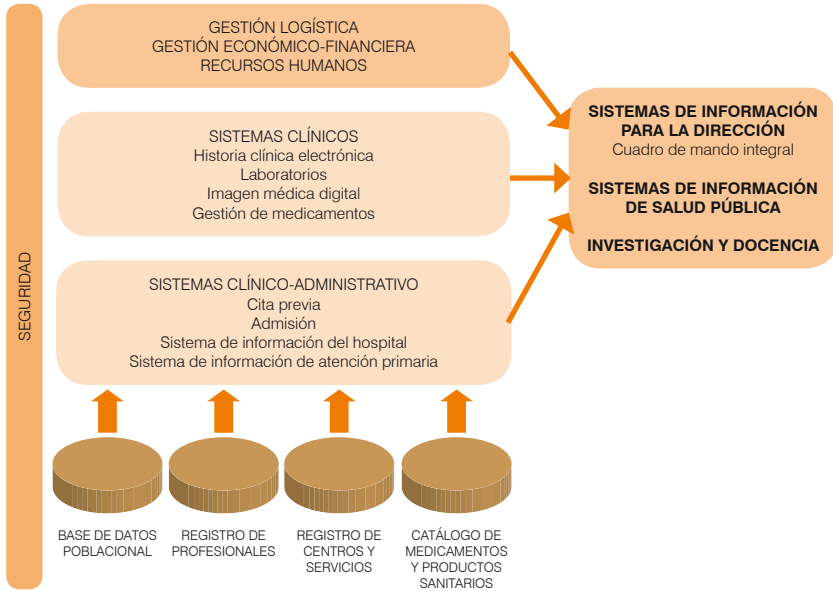 SEGURIDAD
GESTIÓN LOGÍSTICA
GESTIÓN ECONÓMICO-FINANCIERA
RECURSOS HUMANOS
SISTEMAS CLÍNICOS
Historia clínica electrónica
Laboratorios
Imagen médica digital
Gestión de medicamentos
SISTEMAS CLÍNICO-ADMINISTRATIVO
Cita previa
Admisión
Sistema de información del hospital
Sistema de información de atención primaria
SISTEMAS DE INFORMACIÓN
PARA LA DIRECCIÓN
Cuadro de mando integral
SISTEMAS DE INFORMACIÓN
DE SALUD PÚBLICA
INVESTIGACIÓN Y DOCENCIA
BASE DE DATOS
POBLACIONAL
REGISTRO DE
PROFESIONALES
REGISTRO DE
CENTROS Y
SERVICIOS
CATÁLOGO DE
MEDICAMENTOS
Y PRODUCTOS
SANITARIOS